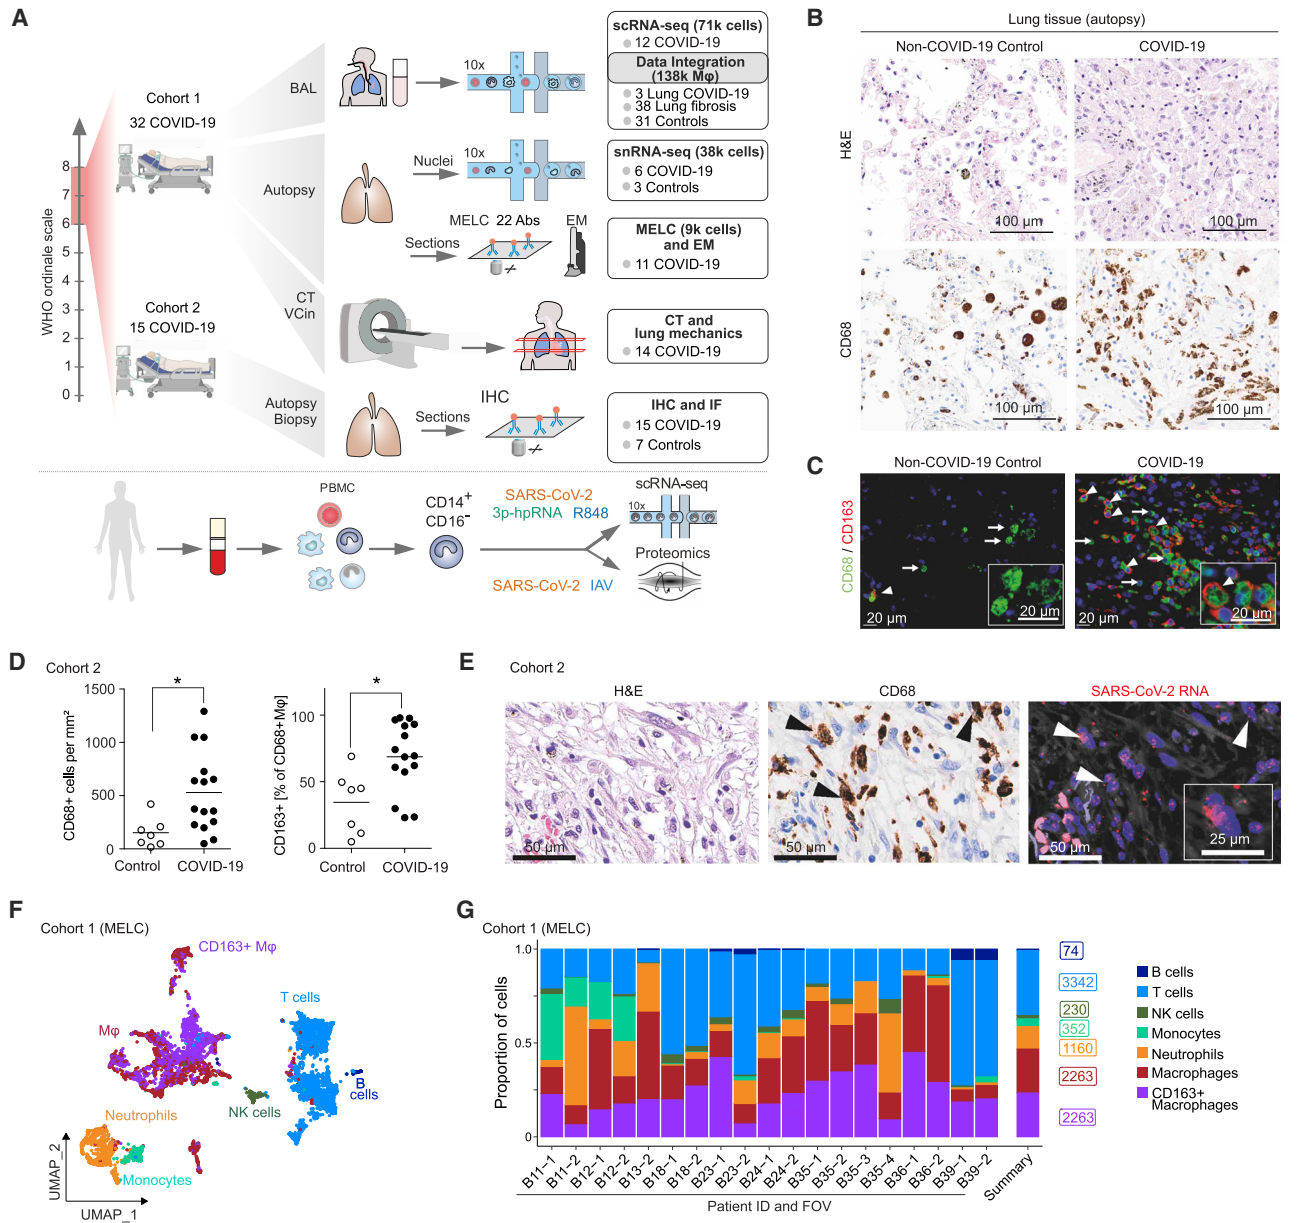 A
Cohort 1
32 COVID-19
WHO ordinale scale
8
7
6
5
4
3
2
1
0
Cohort 2
15 COVID-19
BAL
10x
scRNA-seq (71k cells)
12 COVID-19
Data Integration
(138k Mφ)
3 Lung COVID-19
38 Lung fibrosis
31 Controls
Autopsy
Nuclei
10x
snRNA-seq (38k cells)
6 COVID-19
3 Controls
Sections
MELC 22 Abs
EM
MELC (9k cells)
and EM
11 COVID-19
CT
VCin
CT and
lung mechanics
14 COVID-19
Autopsy
Biopsy
Sections
IHC
IHC and IF
15 COVID-19
7 Controls
PBMC
CD14+
CD16-
SARS-CoV-2
3p-hpRNA R848
SARS-CoV-2 IAV
scRNA-seq
10x
Proteomics
B
Lung tissue (autopsy)
Non-COVID-19 Control
COVID-19
H&E
100 µm
100 µm
CD68
100 µm
100 µm
C
Non-COVID-19 Control
COVID-19
CD68 / CD163
20 µm
20 µm
20 µm
20 µm
D
Cohort 2
CD68+ cells per mm²
1500
1000
500
0
*
Control
COVID-19
CD163+ [% of CD68+Mφ]
100
50
0
*
Control
COVID-19
E
Cohort 2
H&E
CD68
SARS-CoV-2 RNA
50 µm
50 µm
50 µm
25 µm
F
Cohort 1 (MELC)
CD163+ Mφ
Mφ
T cells
B
cells
NK cells
Neutrophils
Monocytes
UMAP_2
UMAP_1
G
Cohort 1 (MELC)
Proportion of cells
1.0
0.5
0
B11-1
B11-2
B12-1
B12-2
B13-2
B18-1
B18-2
B23-1
B23-2
B24-1
B24-2
B35-1
B35-2
B35-3
B35-4
B36-1
B36-2
B39-1
B39-2
Summary
Patient ID and FOV
74
3342
230
352
1160
2263
2263
B cells
T cells
NK cells
Monocytes
Neutrophils
Macrophages
CD163+
Macrophages